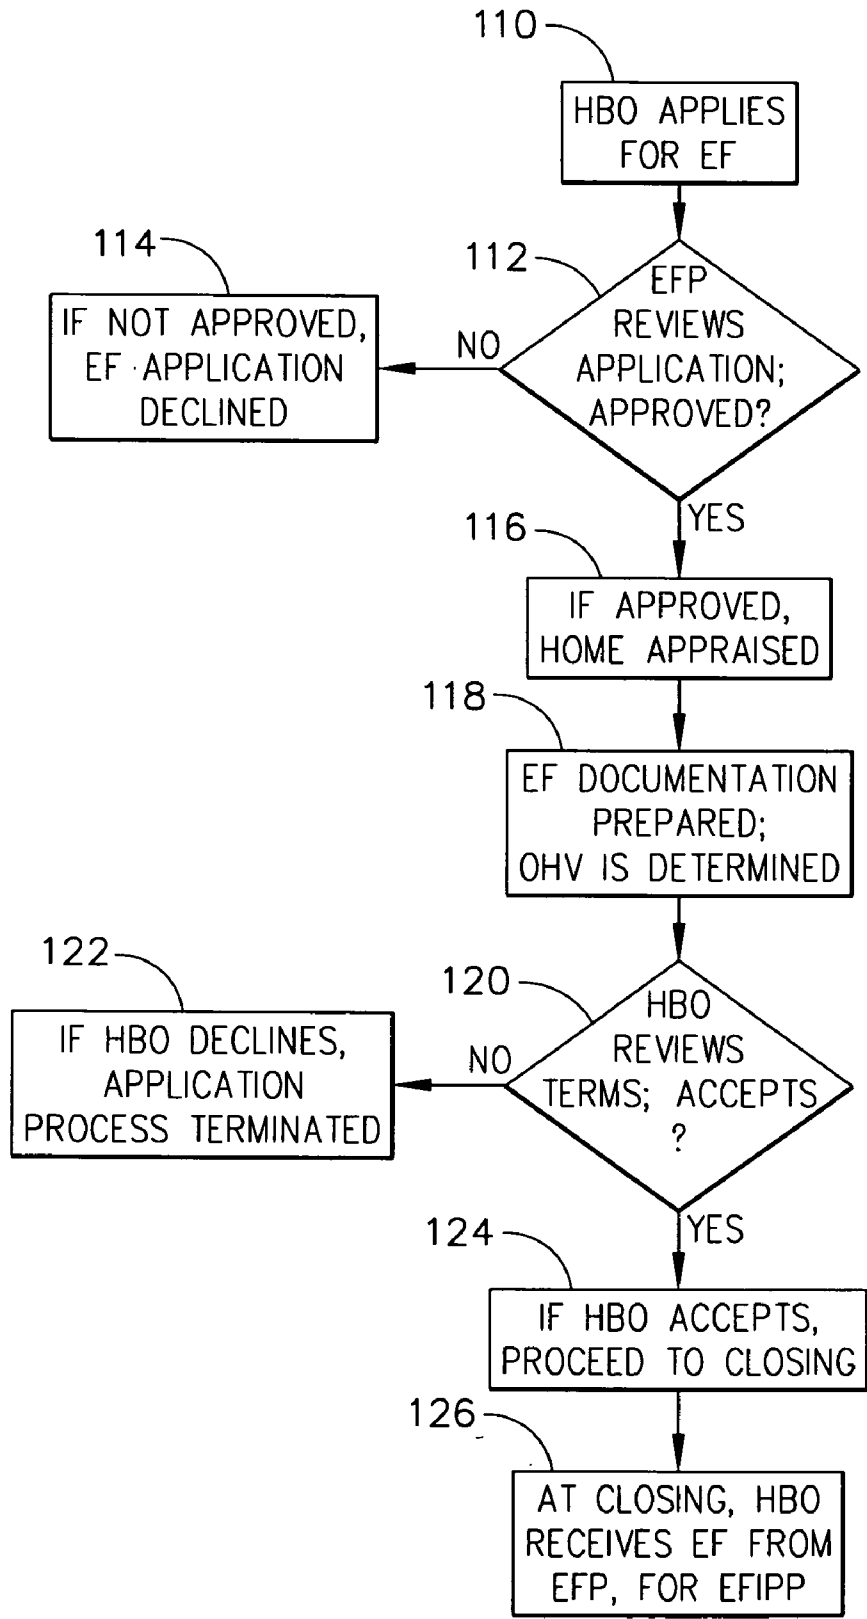 110
HBO APPLIES
FOR EF
112
EFP
REVIEWS
APPLICATION;
APPROVED?
NO
114
IF NOT APPROVED,
EF APPLICATION
DECLINED
YES
116
IF APPROVED,
HOME APPRAISED
118
EF DOCUMENTATION
PREPARED;
OHV IS DETERMINED
120
HBO
REVIEWS
TERMS; ACCEPTS
?
NO
122
IF HBO DECLINES,
APPLICATION
PROCESS TERMINATED
YES
124
IF HBO ACCEPTS,
PROCEED TO CLOSING
126
AT CLOSING, HBO
RECEIVES EF FROM
EFP, FOR EFIPP